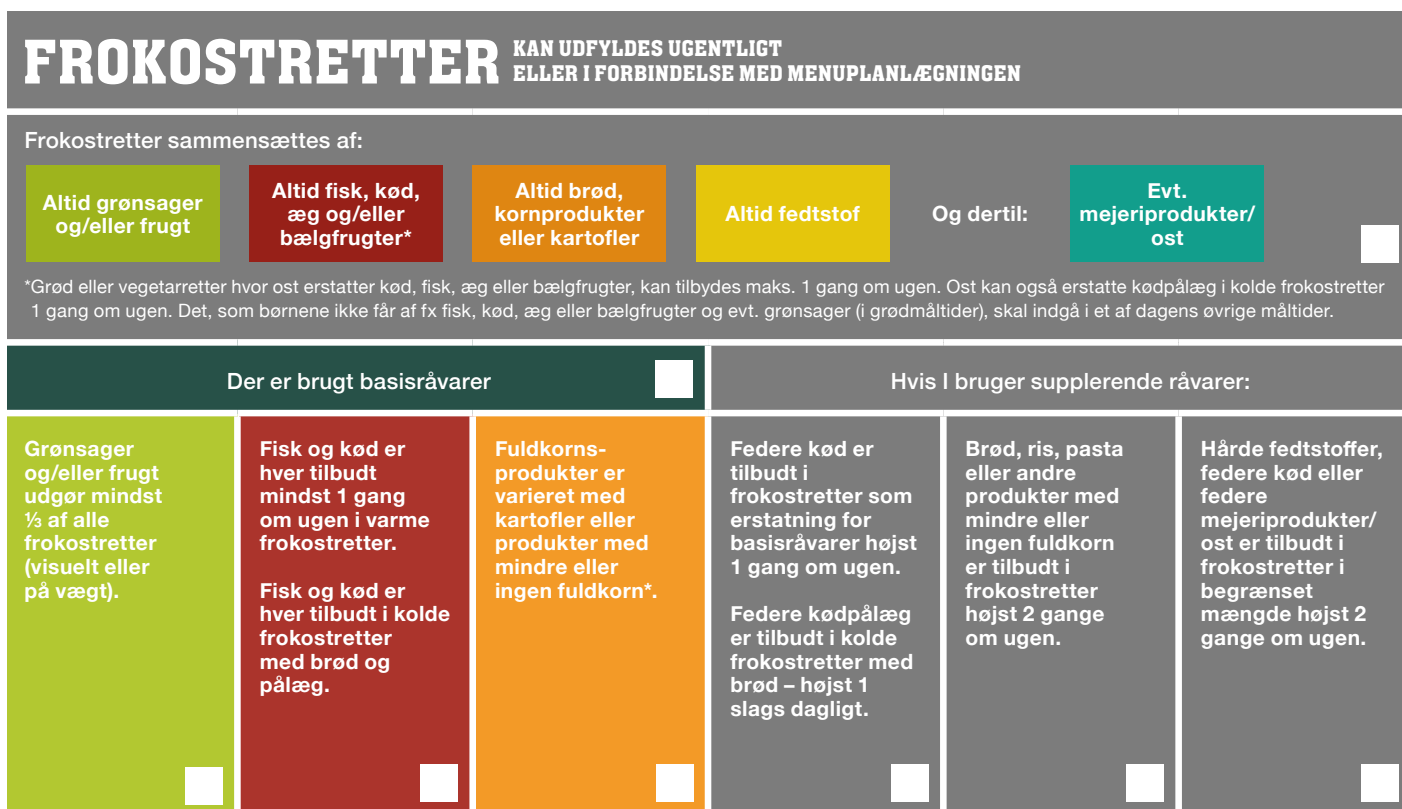 FROKOSTRETTER
KAN UDFYLDES UGENTLIGT
ELLER I FORBINDELSE MED MENUPLANLÆGNINGEN
Frokostretter sammensættes af:
Altid grønsager
og/eller frugt
Altid fisk, kød,
æg og/eller
bælgfrugter*
Altid brød,
kornprodukter
eller kartofler
Altid fedtstof
Og dertil:
Evt.
mejeriprodukter/
ost
*Grød eller vegetarretter hvor ost erstatter kød, fisk, æg eller bælgfrugter, kan tilbydes maks. 1 gang om ugen. Ost kan også erstatte kødpålæg i kolde frokostretter
1 gang om ugen. Det, som børnene ikke får af fx fisk, kød, æg eller bælgfrugter og evt. grønsager (i grødmåltider), skal indgå i et af dagens øvrige måltider.
Der er brugt basisråvarer
Hvis I bruger supplerende råvarer:
Grønsager
og/eller frugt
udgør mindst
⅓ af alle
frokostretter
(visuelt eller
på vægt).
Fisk og kød er
hver tilbudt
mindst 1 gang
om ugen i varme
frokostretter.
Fisk og kød er
hver tilbudt i kolde
frokostretter
med brød og
pålæg.
Fuldkorns-
produkter er
varieret med
kartofler eller
produkter med
mindre eller
ingen fuldkorn*.
Federe kød er
tilbudt i
frokostretter som
erstatning for
basisråvarer højst
1 gang om ugen.
Federe kødpålæg
er tilbudt i kolde
frokostretter med
brød – højst 1
slags dagligt.
Brød, ris, pasta
eller andre
produkter med
mindre eller
ingen fuldkorn
er tilbudt i
frokostretter
højst 2 gange
om ugen.
Hårde fedtstoffer,
federe kød eller
federe
mejeriprodukter/
ost er tilbudt i
frokostretter i
begrænset
mængde højst 2
gange om ugen.